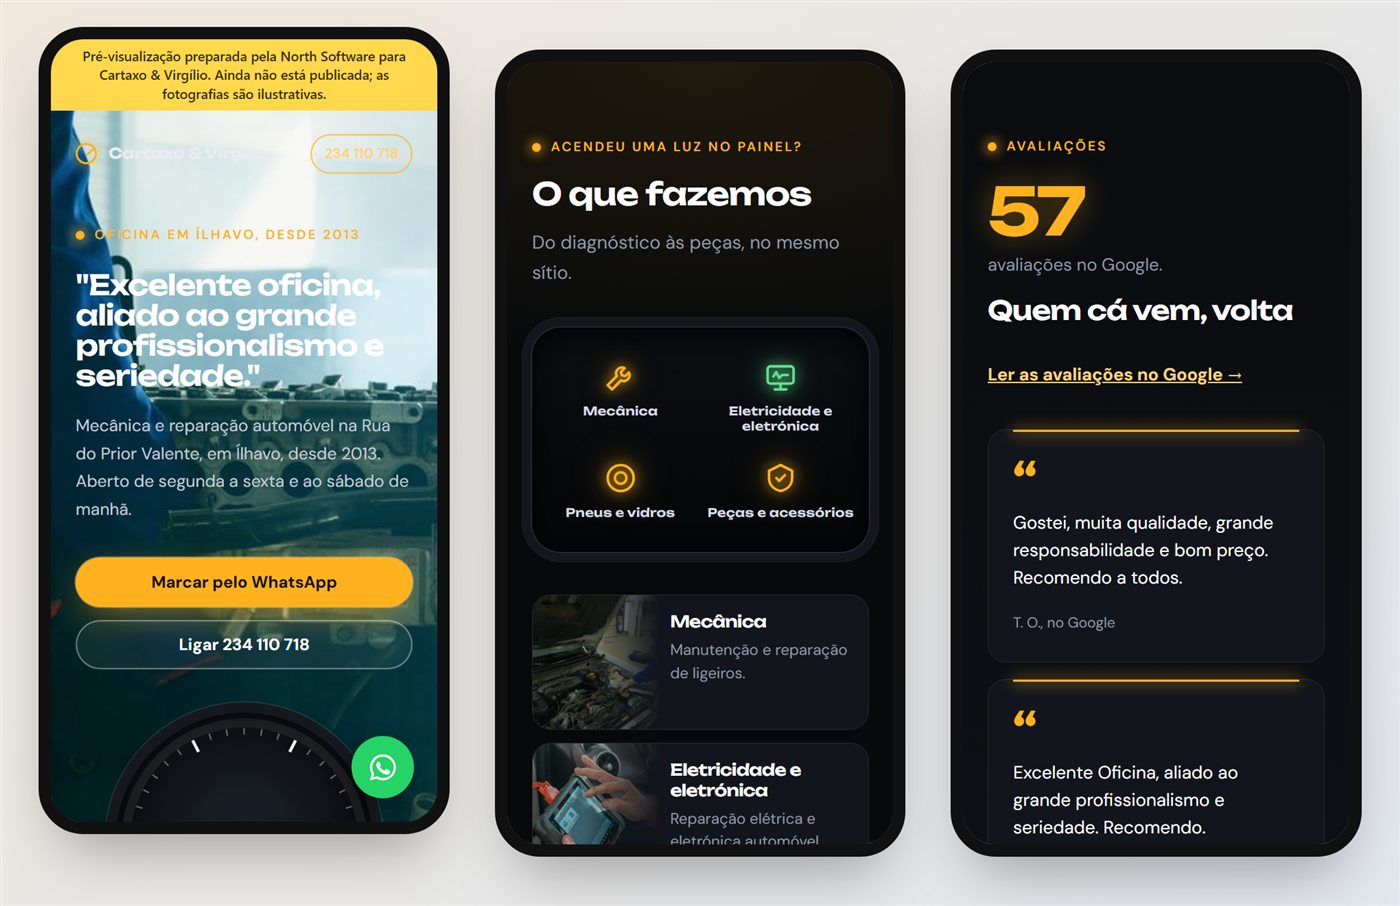 Pré-visualização preparada pela North Software para
Cartaxo & Virgílio. Ainda não está publicada; as
fotografias são ilustrativas.
Cartaxo & Virgí
234 110 718
OFICINA EM ÍLHAVO, DESDE 2013
"Excelente oficina,
aliado ao grande
profissionalismo e
seriedade."
Mecânica e reparação automóvel na Rua
do Prior Valente, em Ílhavo, desde 2013.
Aberto de segunda a sexta e ao sábado de
manhã.
Marcar pelo WhatsApp
Ligar 234 110 718
ACENDEU UMA LUZ NO PAINEL?
O que fazemos
Do diagnóstico às peças, no mesmo
sítio.
Mecânica
Eletricidade e
eletrónica
Pneus e vidros
Peças e acessórios
Mecânica
Manutenção e reparação
de ligeiros.
Eletricidade e
eletrónica
Reparação elétrica e
eletrónica automóvel
AVALIAÇÕES
57
avaliações no Google.
Quem cá vem, volta
Ler as avaliações no Google →
“
Gostei, muita qualidade, grande
responsabilidade e bom preço.
Recomendo a todos.
T. O., no Google
“
Excelente Oficina, aliado ao
grande profissionalismo e
seriedade. Recomendo.